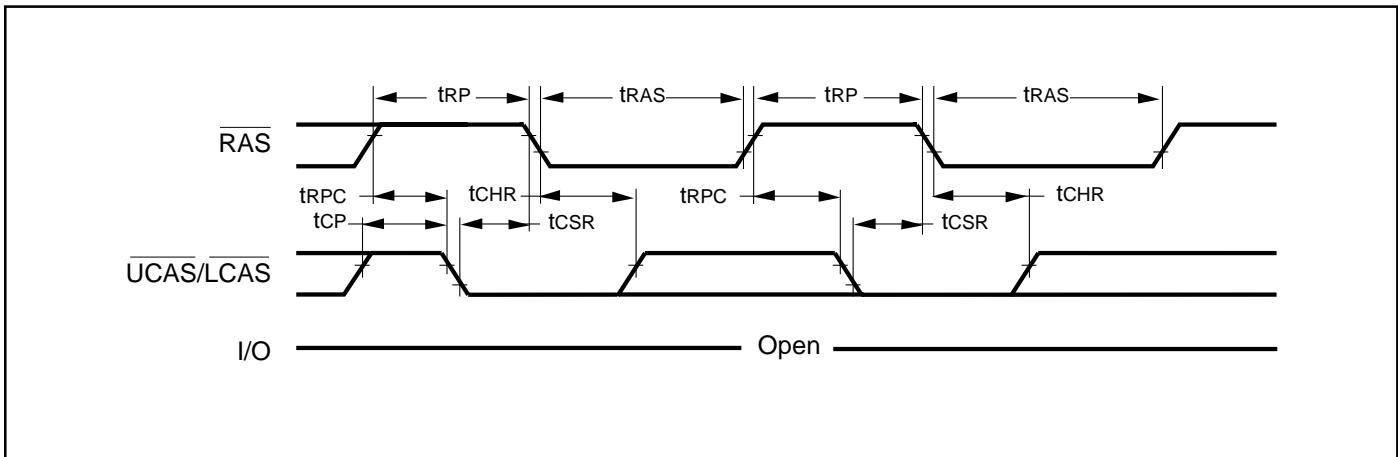 tRP tRAS tRP tRAS
RAS
tRPC tCHR tRPC tCHR
tCP tCSR tCSR
UCAS/LCAS
I/O Open